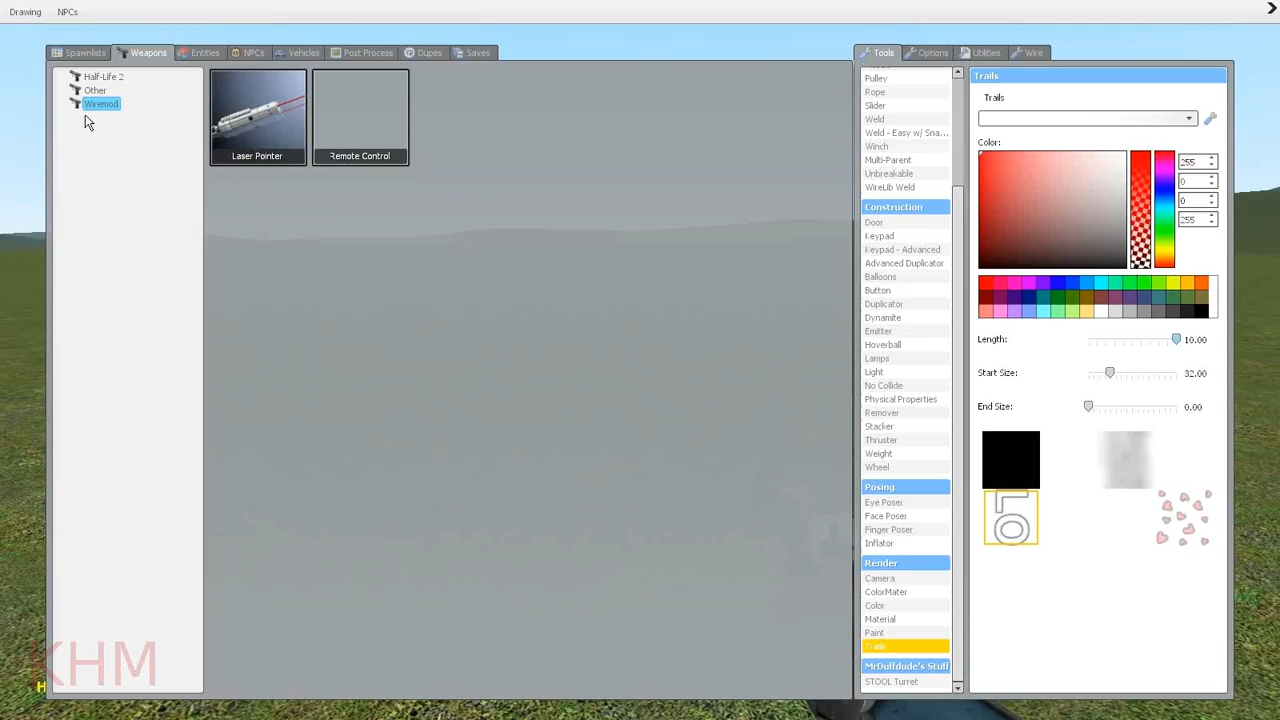 Drawing NPCs
Spawnlists Weapons Entities NPCs Vehicles Post Process Dupes Saves
Tools Options Utilities Wire
Half-Life 2
Other
Wiremod
Laser Pointer Remote Control
Pulley
Rope
Slider
Weld
Weld - Easy w/ Sna...
Winch
Multi-Parent
Unbreakable
WireLib Weld
Construction
Door
Keypad
Keypad - Advanced
Advanced Duplicator
Balloons
Button
Duplicator
Dynamite
Emitter
Hoverball
Lamps
Light
No Collide
Physical Properties
Remover
Stacker
Thruster
Weight
Wheel
Posing
Eye Poser
Face Poser
Finger Poser
Inflator
Render
Camera
ColorMater
Color
Material
Paint
Trails
MrDuffdude's Stuff
STOOL Turret
Trails
Trails
Color:
255
0
0
255
Length: 10.00
Start Size: 32.00
End Size: 0.00
KHM